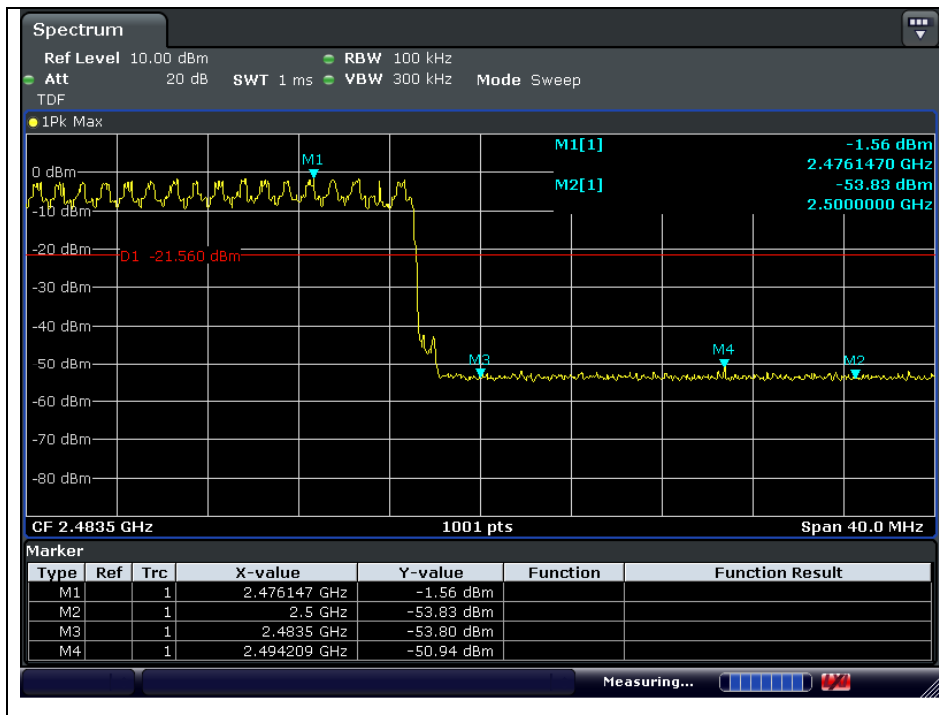 Spectrum
Ref Level 10.00 dBm RBW 100 kHz
Att 20 dB SWT 1 ms VBW 300 kHz Mode Sweep
TDF
1Pk Max
M1[1] -1.56 dBm
2.4761470 GHz
M2[1] -53.83 dBm
2.5000000 GHz
M1
0 dBm
-10 dBm
-20 dBm
D1 -21.560 dBm
-30 dBm
-40 dBm
M4
M3
M2
50 dBm
-60 dBm
-70 dBm
-80 dBm
CF 2.4835 GHz 1001 pts Span 40.0 MHz
Marker
Type Ref Trc X-value Y-value Function Function Result
M1 1 2.476147 GHz -1.56 dBm
M2 1 2.5 GHz -53.83 dBm
M3 1 2.4835 GHz -53.80 dBm
M4 1 2.494209 GHz -50.94 dBm
Measuring...